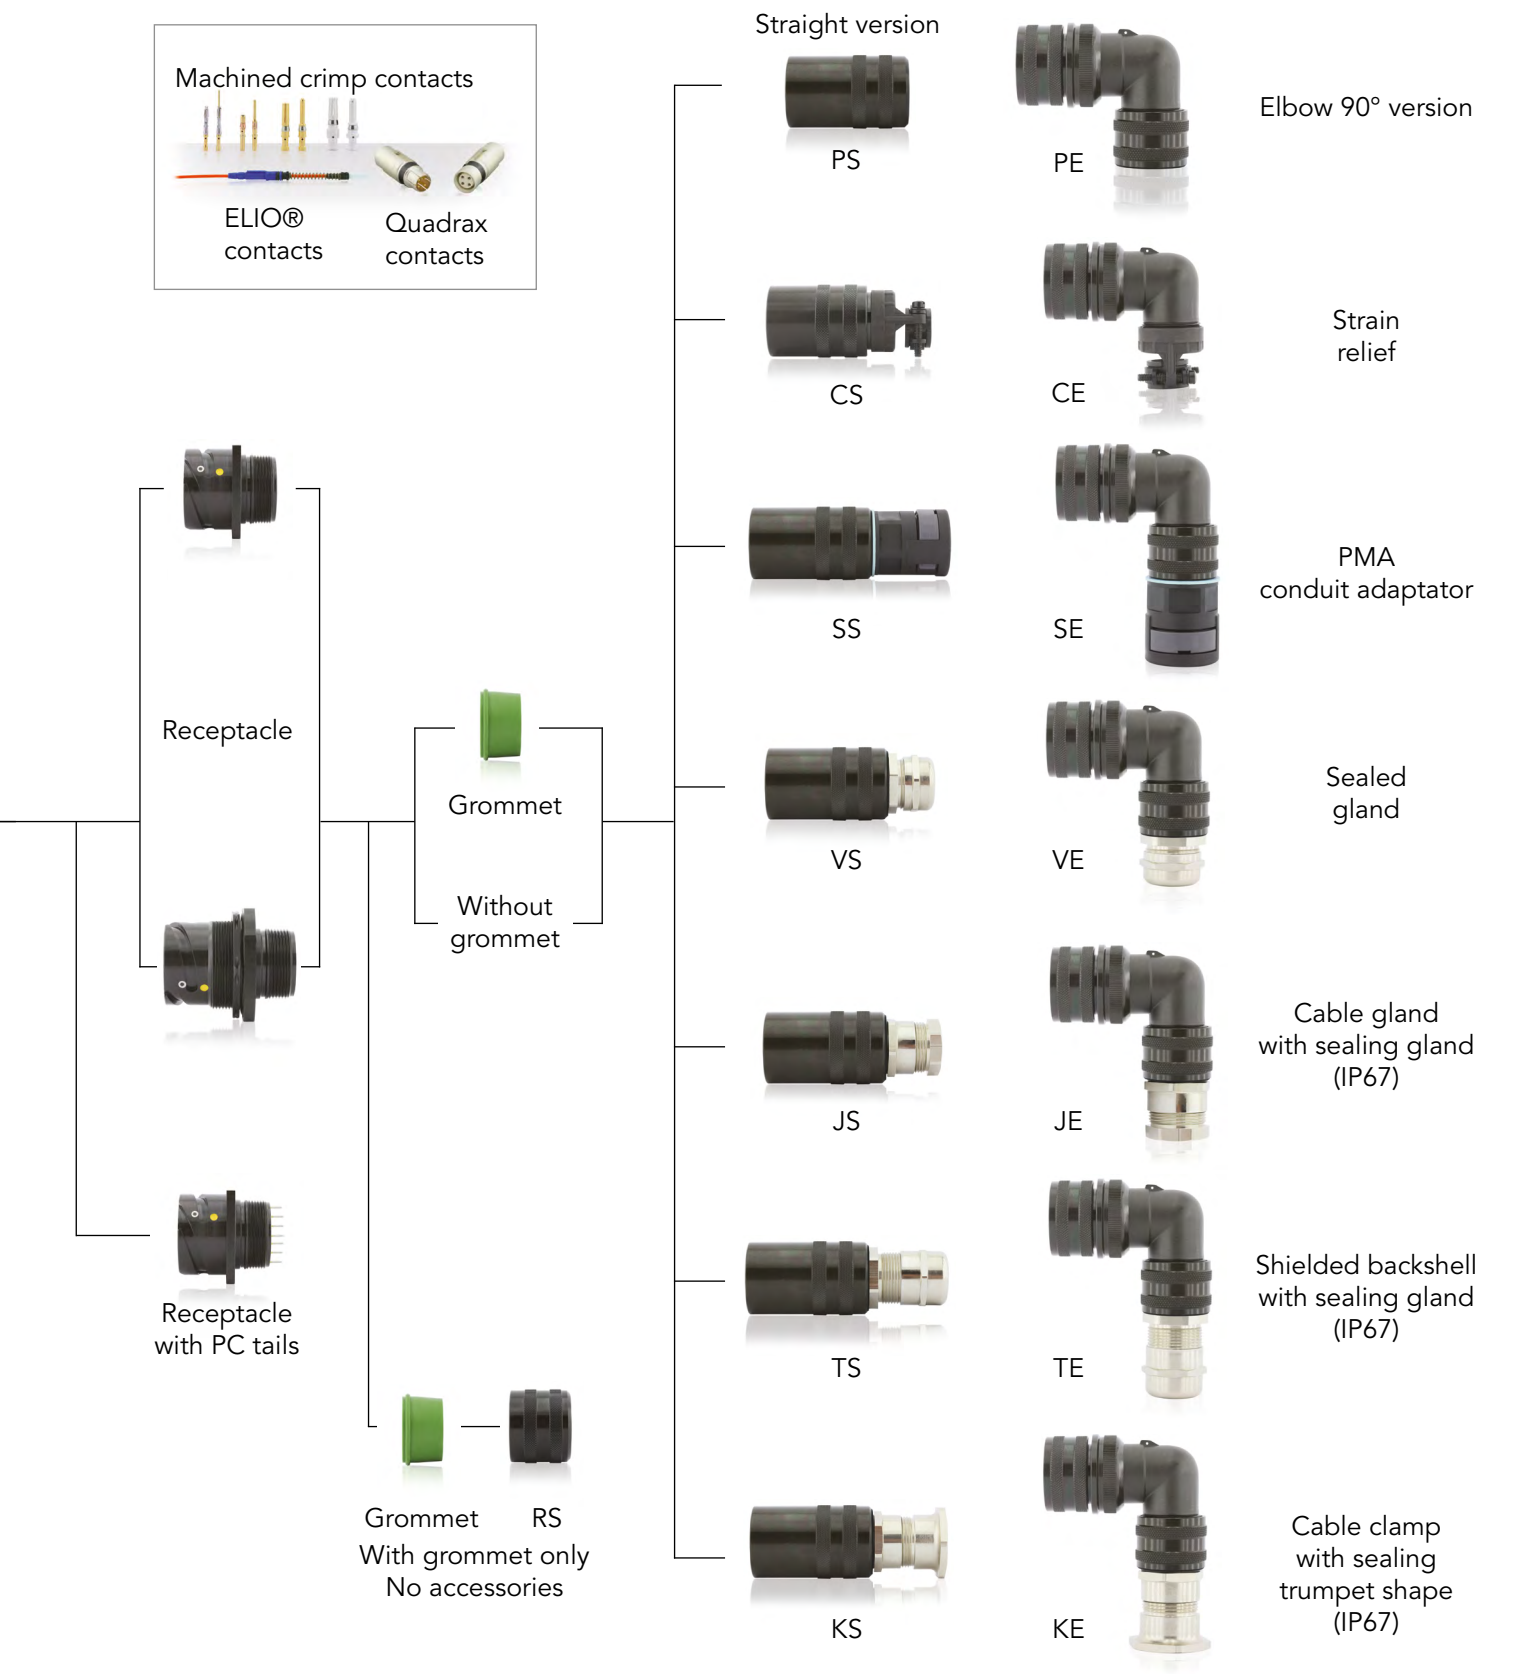 Machined crimp contacts
ELIO®
contacts
Quadrax
contacts
Receptacle
Receptacle
with PC tails
Grommet
Without
grommet
Grommet
RS
With grommet only
No accessories
Straight version
PS
PE
Elbow 90° version
CS
CE
Strain
relief
SS
SE
PMA
conduit adaptator
VS
VE
Sealed
gland
JS
JE
Cable gland
with sealing gland
(IP67)
TS
TE
Shielded backshell
with sealing gland
(IP67)
KS
KE
Cable clamp
with sealing
trumpet shape
(IP67)